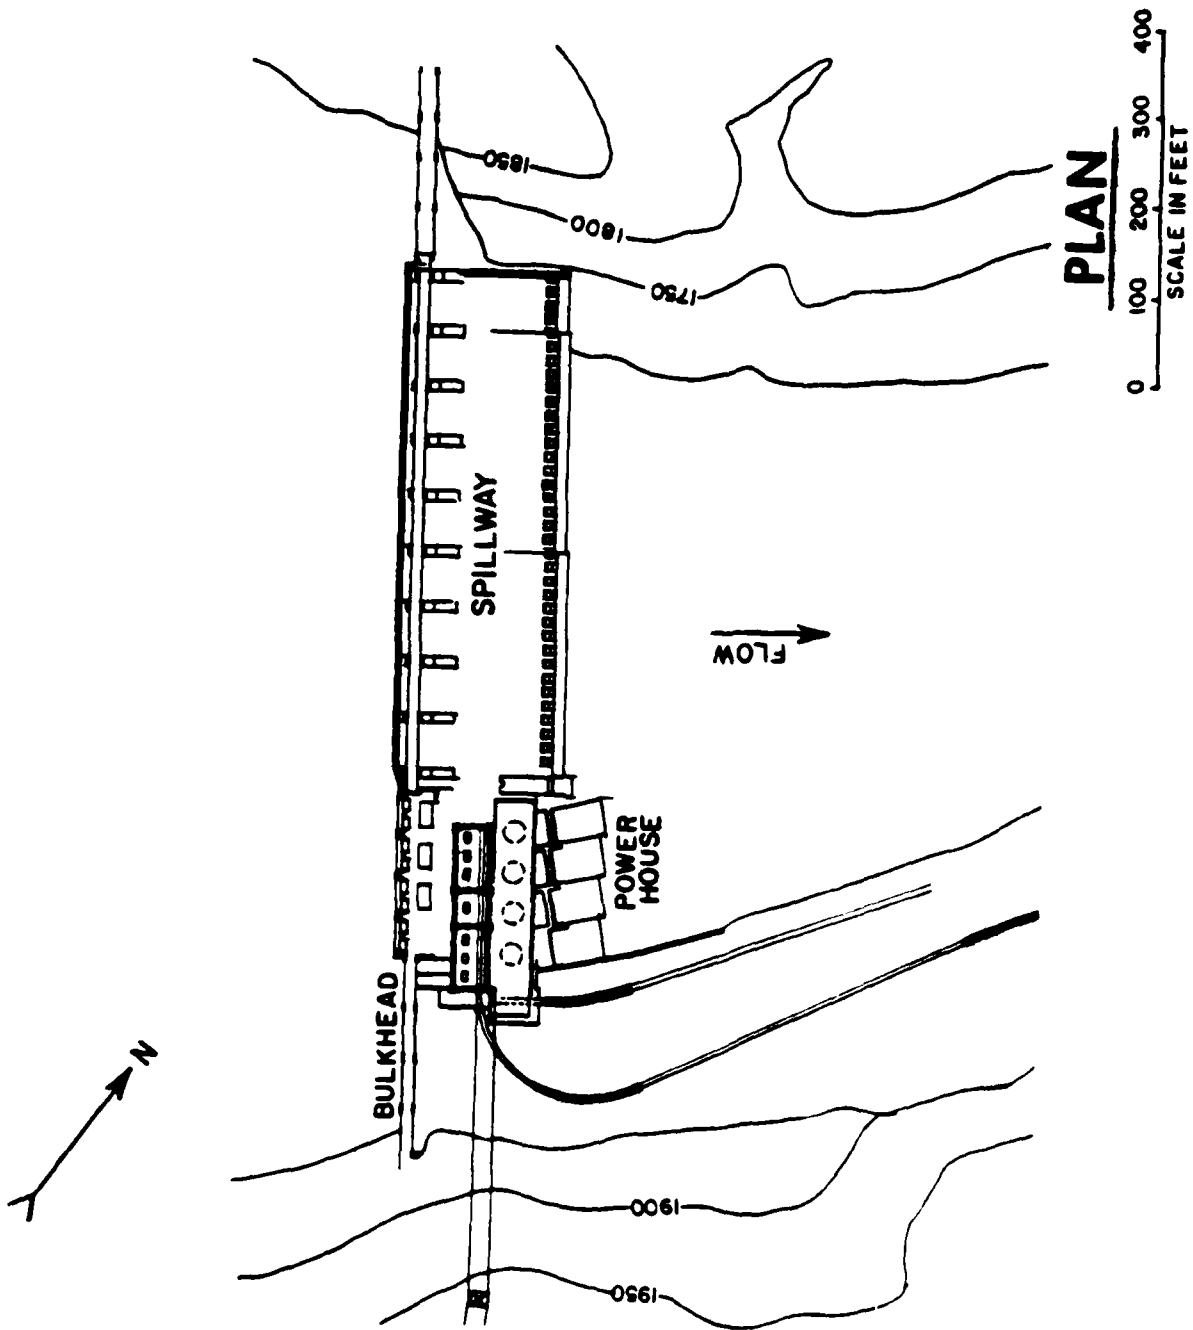 N
BULKHEAD
SPILLWAY
POWER
HOUSE
FLOW
1850
1800
1750
1900
1950
PLAN
0 100 200 300 400
SCALE IN FEET